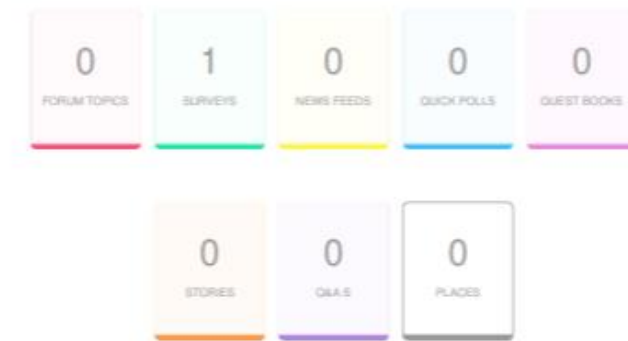 0 1 0 0 0
FORUM TOPICS SURVEYS NEWS FEEDS QUICK POLLS GUEST BOOKS
0 0 0
STORIES Q&A S PLACES